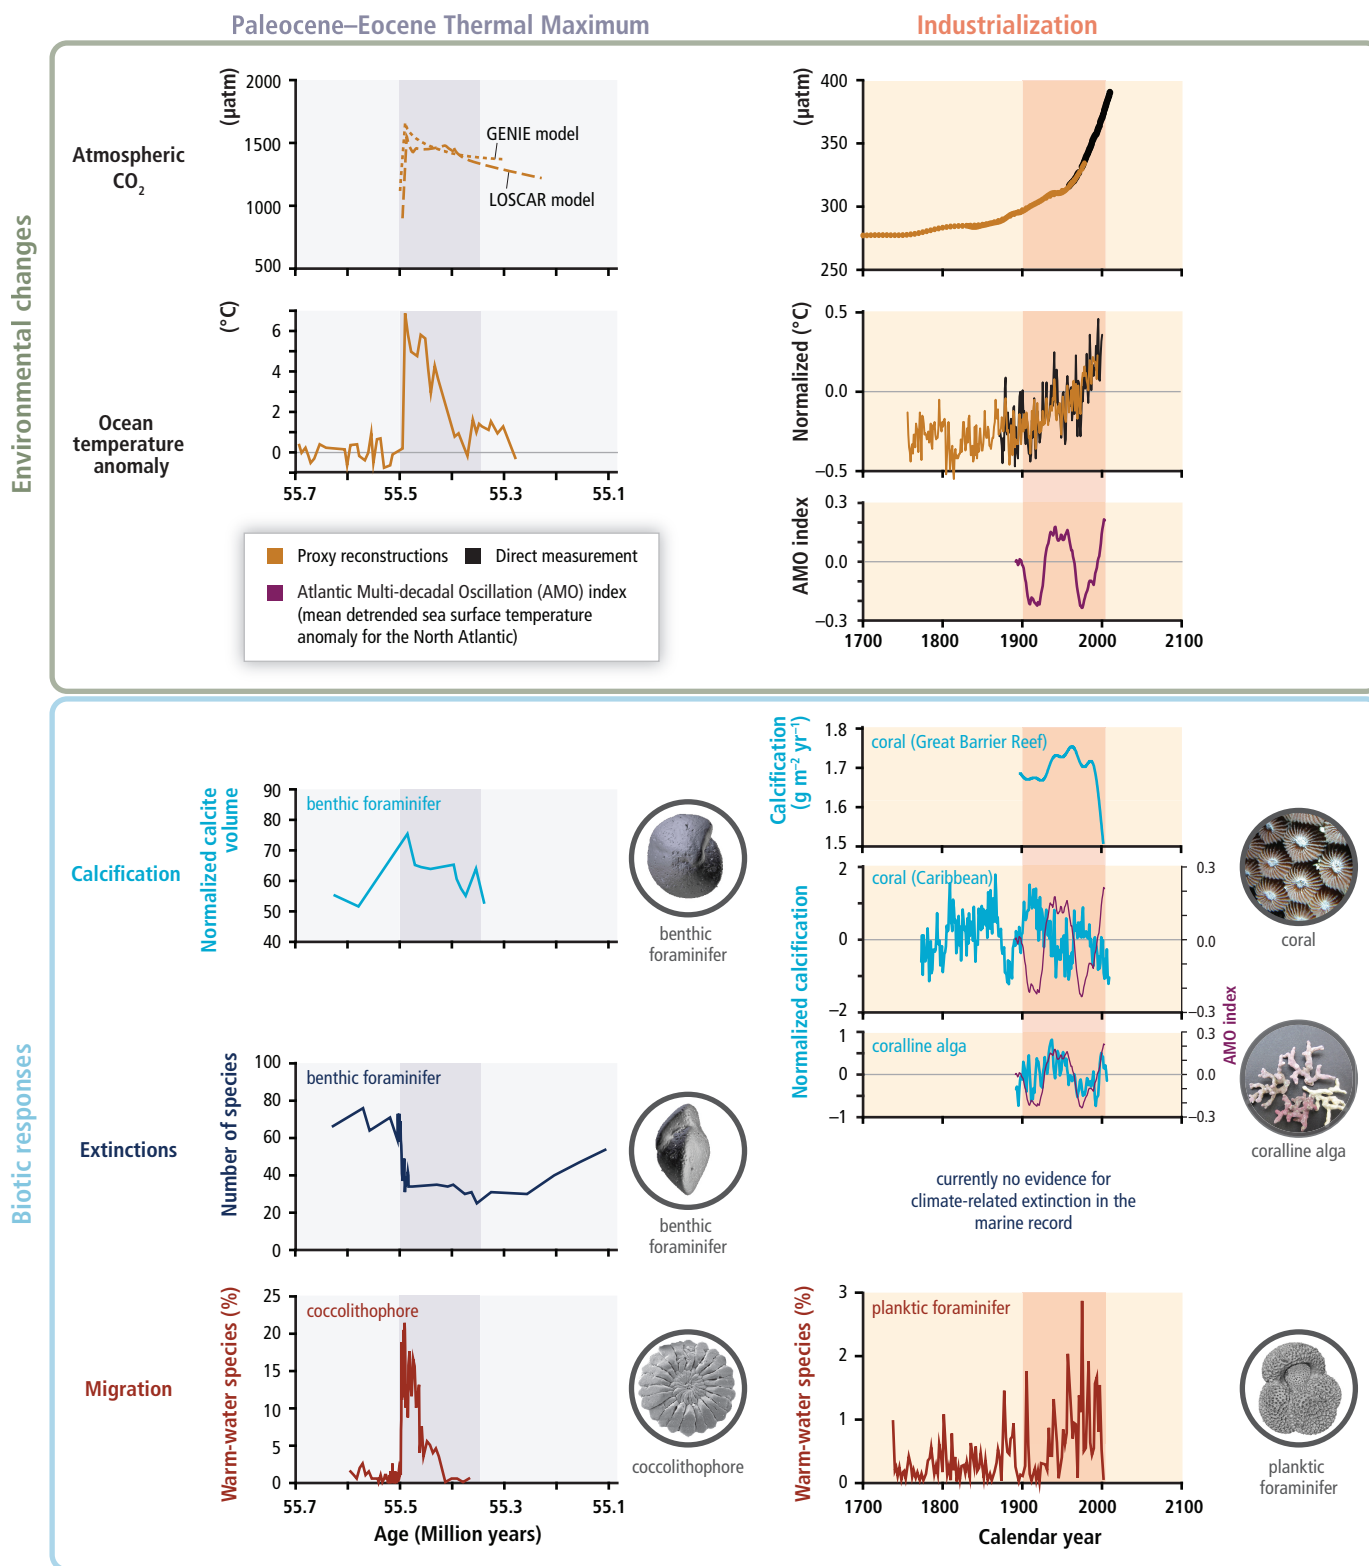 Paleocene–Eocene Thermal Maximum
Industrialization
Environmental changes
Atmospheric
CO2
(µatm)
2000
1500
1000
500
GENIE model
LOSCAR model
(µatm)
400
350
300
250
Ocean
temperature
anomaly
(°C)
6
4
2
0
55.7
55.5
55.3
55.1
Normalized (°C)
0.5
0.0
–0.5
AMO index
0.3
0.0
–0.3
1700
1800
1900
2000
2100
Proxy reconstructions
Direct measurement
Atlantic Multi-decadal Oscillation (AMO) index
(mean detrended sea surface temperature
anomaly for the North Atlantic)
Biotic responses
Calcification
Normalized calcite
volume
90
80
70
60
50
40
benthic foraminifer
benthic
foraminifer
Calcification
(g m–2 yr–1)
1.8
1.7
1.6
1.5
coral (Great Barrier Reef)
Normalized calcification
2
0
–2
coral (Caribbean)
0.3
0.0
–0.3
coral
1
0
–1
coralline alga
0.3
0.0
–0.3
AMO index
coralline alga
Extinctions
Number of species
100
80
60
40
20
0
benthic foraminifer
benthic
foraminifer
currently no evidence for
climate-related extinction in the
marine record
Migration
Warm-water species (%)
25
20
15
10
5
0
coccolithophore
55.7
55.5
55.3
55.1
Age (Million years)
coccolithophore
Warm-water species (%)
3
2
1
0
planktic foraminifer
1700
1800
1900
2000
2100
Calendar year
planktic
foraminifer